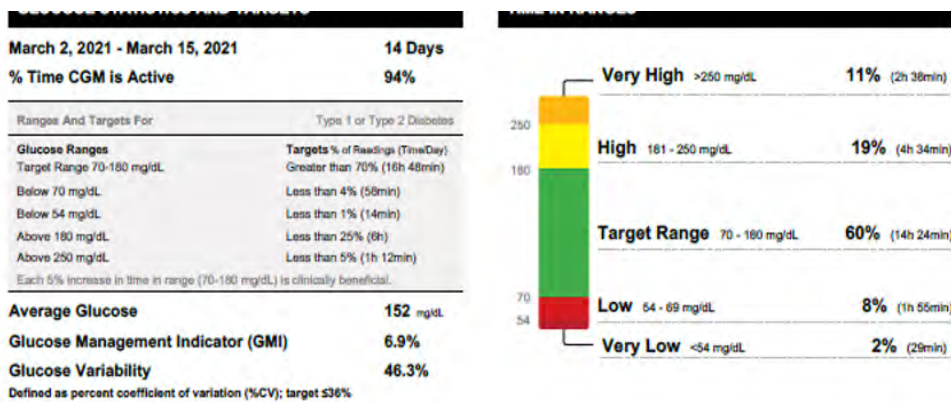 GLUCOSE STATISTICS AND TARGETS
March 2, 2021 - March 15, 2021 14 Days
% Time CGM is Active 94%
Ranges And Targets For Type 1 or Type 2 Diabetes
Glucose Ranges Targets % of Readings (Time/Day)
Target Range 70-180 mg/dL Greater than 70% (16h 48min)
Below 70 mg/dL Less than 4% (58min)
Below 54 mg/dL Less than 1% (14min)
Above 180 mg/dL Less than 25% (6h)
Above 250 mg/dL Less than 5% (1h 12min)
Each 5% increase in time in range (70-180 mg/dL) is clinically beneficial.
Average Glucose 152 mg/dL
Glucose Management Indicator (GMI) 6.9%
Glucose Variability 46.3%
Defined as percent coefficient of variation (%CV); target ≤36%
TIME IN RANGES
Very High >250 mg/dL 11% (2h 38min)
250
High 181 - 250 mg/dL 19% (4h 34min)
180
Target Range 70 - 180 mg/dL 60% (14h 24min)
70
Low 54 - 69 mg/dL 8% (1h 55min)
54
Very Low <54 mg/dL 2% (29min)